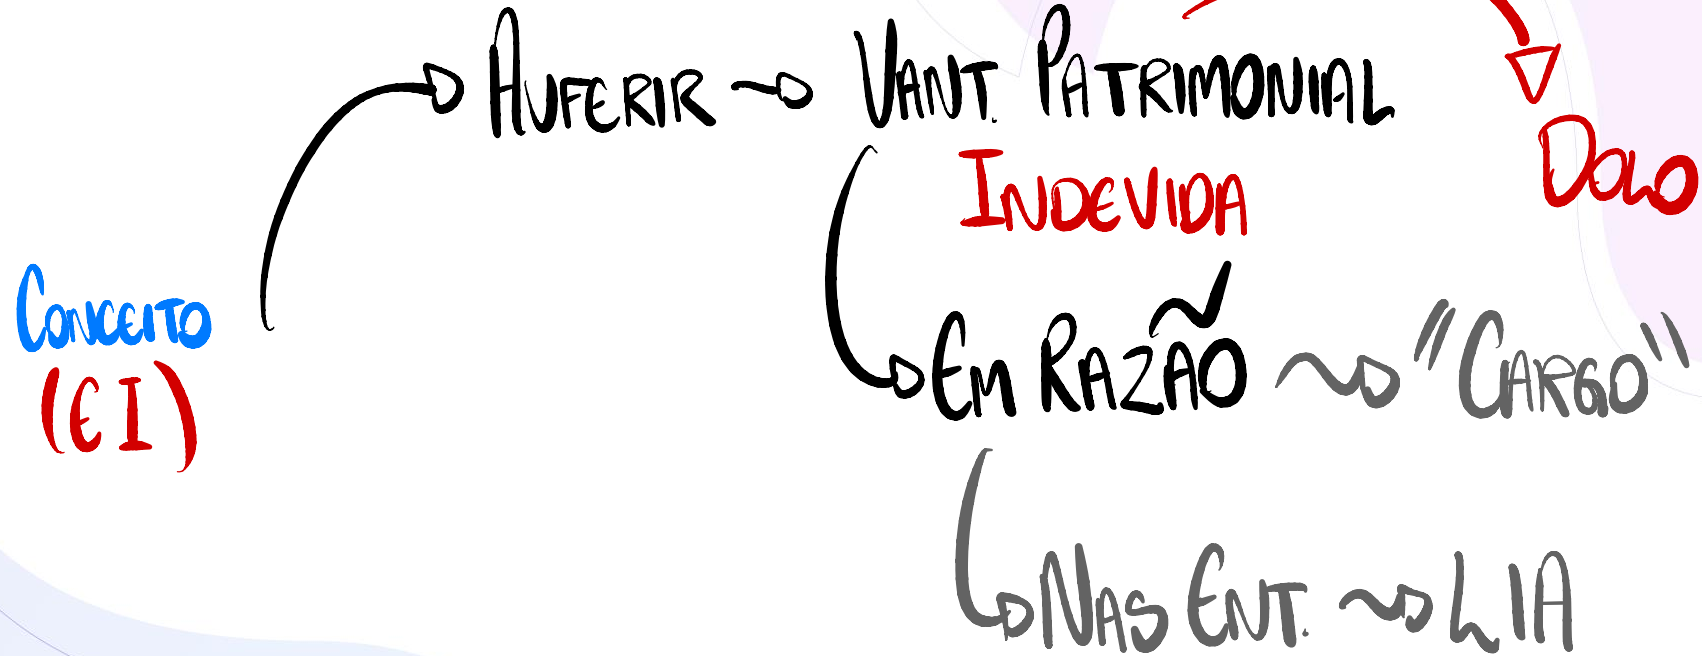 AUFERIR VANT. PATRIMONIAL
INDEVIDA
DOLO
CONCEITO
(EI)
EM RAZÃO "CARGO"
NAS ENT. LIA